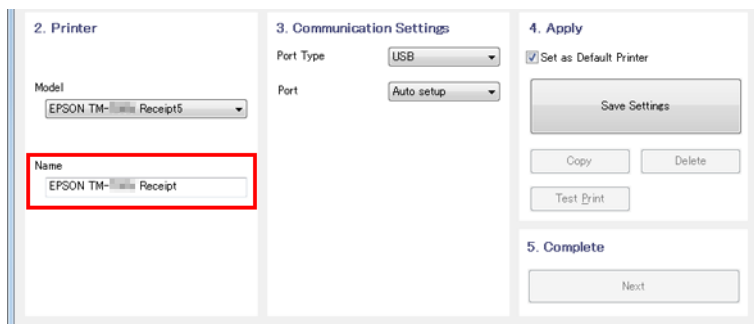 2. Printer
Model
EPSON TM- Receipt5
Name
EPSON TM- Receipt
3. Communication Settings
Port Type
USB
Port
Auto setup
4. Apply
Set as Default Printer
Save Settings
Copy
Delete
Test Print
5. Complete
Next